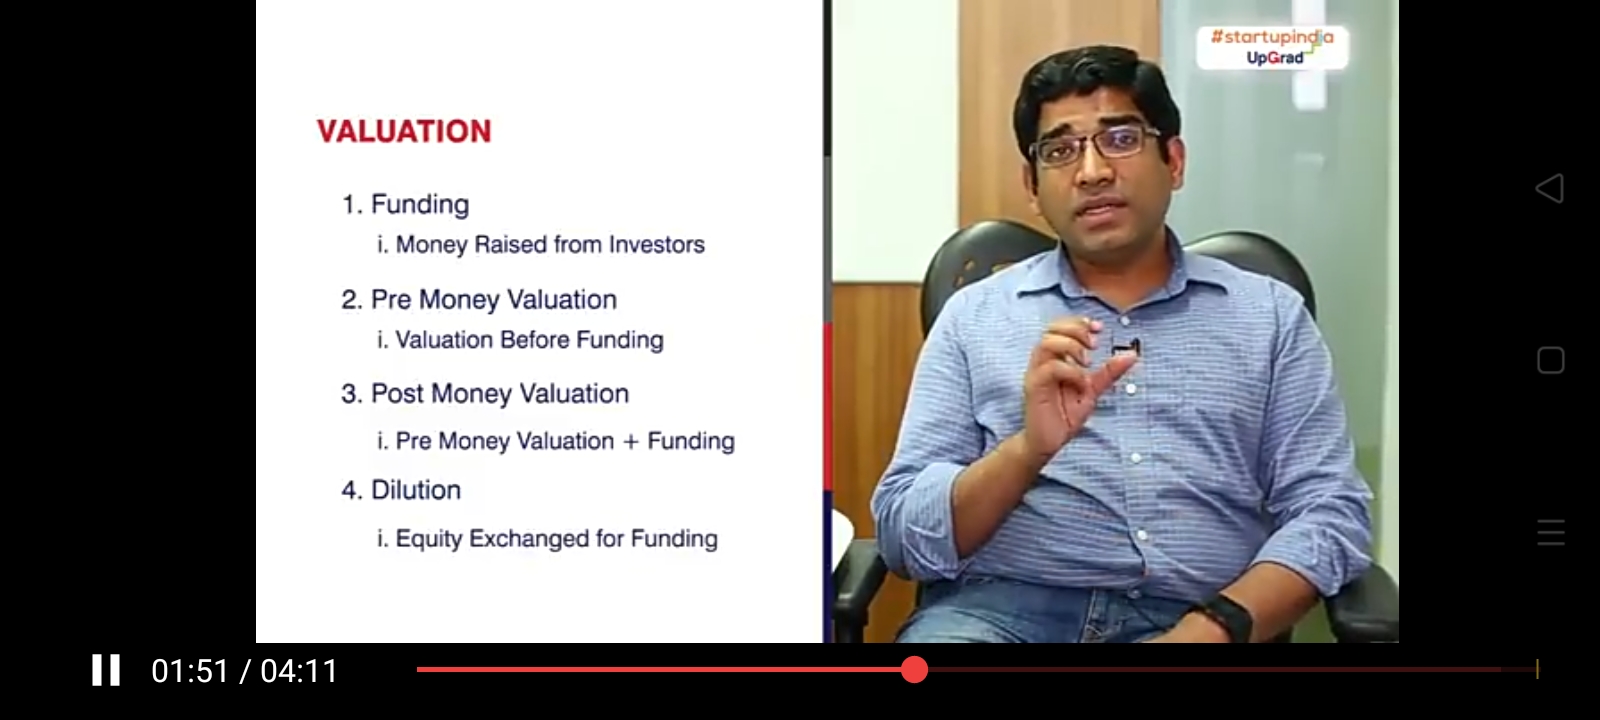 VALUATION
1. Funding
i. Money Raised from Investors
2. Pre Money Valuation
i. Valuation Before Funding
3. Post Money Valuation
i. Pre Money Valuation + Funding
4. Dilution
i. Equity Exchanged for Funding
#startupindia
UpGrad
01:51 / 04:11